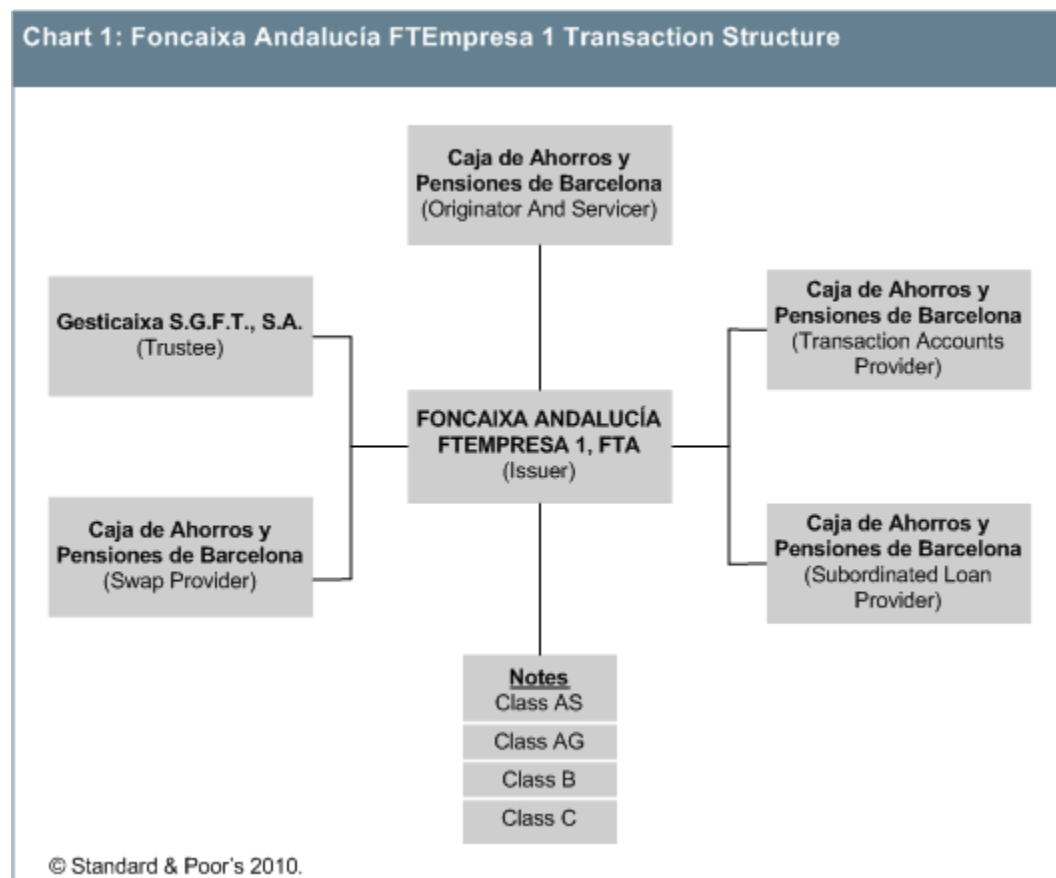 Chart 1: Foncaixa Andalucía FTEmpresa 1 Transaction Structure
Caja de Ahorros y
Pensiones de Barcelona
(Originator And Servicer)
Gesticaixa S.G.F.T., S.A.
(Trustee)
Caja de Ahorros y
Pensiones de Barcelona
(Transaction Accounts
Provider)
FONCAIXA ANDALUCÍA
FTEMPRESA 1, FTA
(Issuer)
Caja de Ahorros y
Pensiones de Barcelona
(Swap Provider)
Caja de Ahorros y
Pensiones de Barcelona
(Subordinated Loan
Provider)
Notes
Class AS
Class AG
Class B
Class C
© Standard & Poor's 2010.